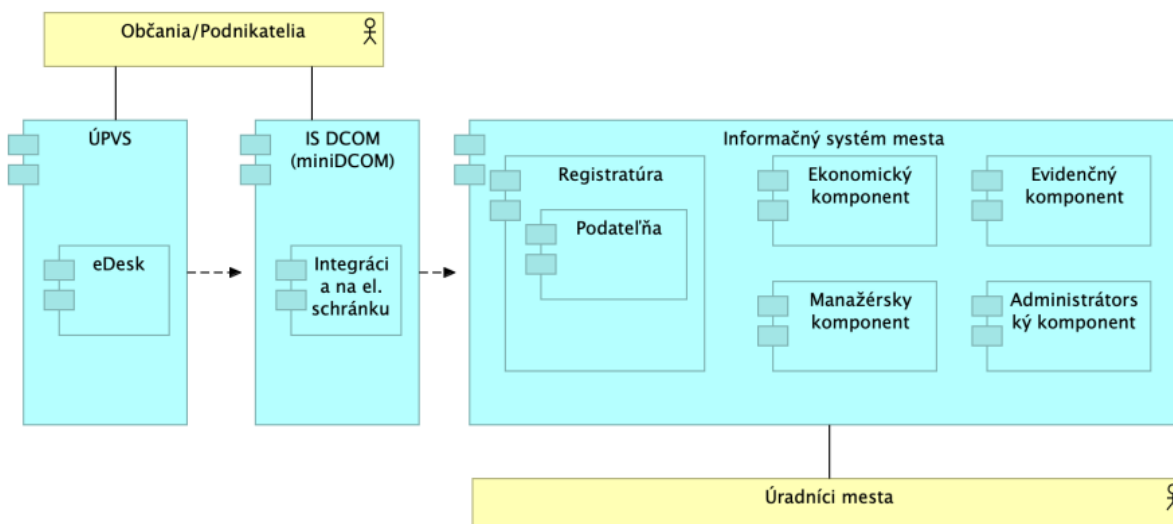 Občania/Podnikatelia
ÚPVS
eDesk
IS DCOM
(miniDCOM)
Integráci
a na el.
schránku
Informačný systém mesta
Registratúra
Podateľňa
Ekonomický
komponent
Evidenčný
komponent
Manažérsky
komponent
Administrátors
ký komponent
Úradníci mesta